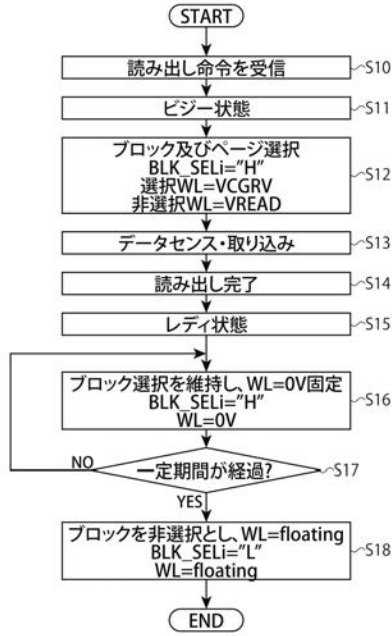 START
読み出し命令を受信
S10
ビジー状態
S11
ブロック及びページ選択
BLK_SELi="H"
選択WL=VCGRV
非選択WL=VREAD
S12
データセンス・取り込み
S13
読み出し完了
S14
レディ状態
S15
ブロック選択を維持し、WL=0V固定
BLK_SELi="H"
WL=0V
S16
NO
一定期間が経過?
S17
YES
ブロックを非選択とし、WL=floating
BLK_SELi="L"
WL=floating
S18
END